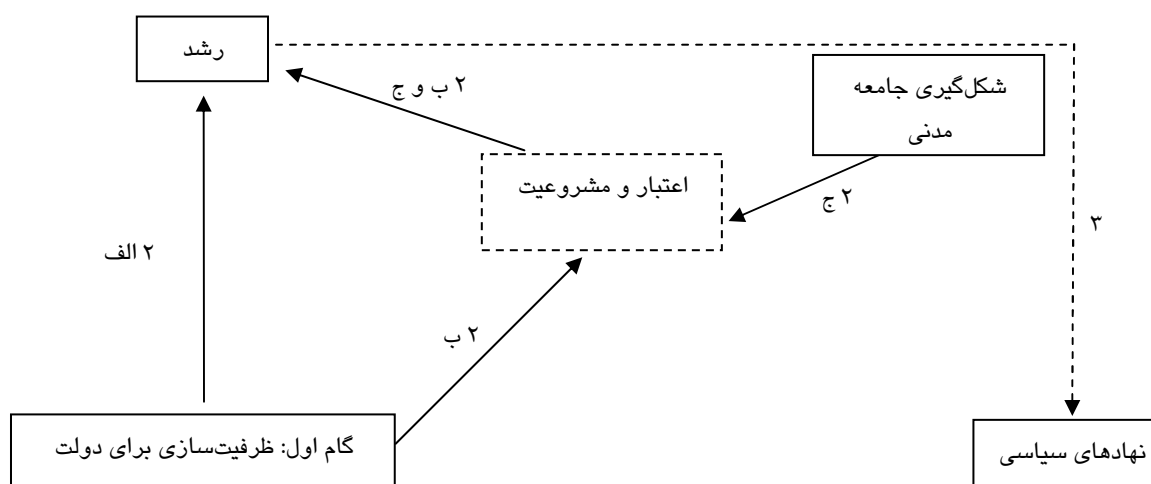 رشد
شکل‌گیری جامعه
مدنی
۲ ب و ج
اعتبار و مشروعیت
۲ ج
۳
۲ الف
۲ ب
گام اول: ظرفیت‌سازی برای دولت
نهادهای سیاسی